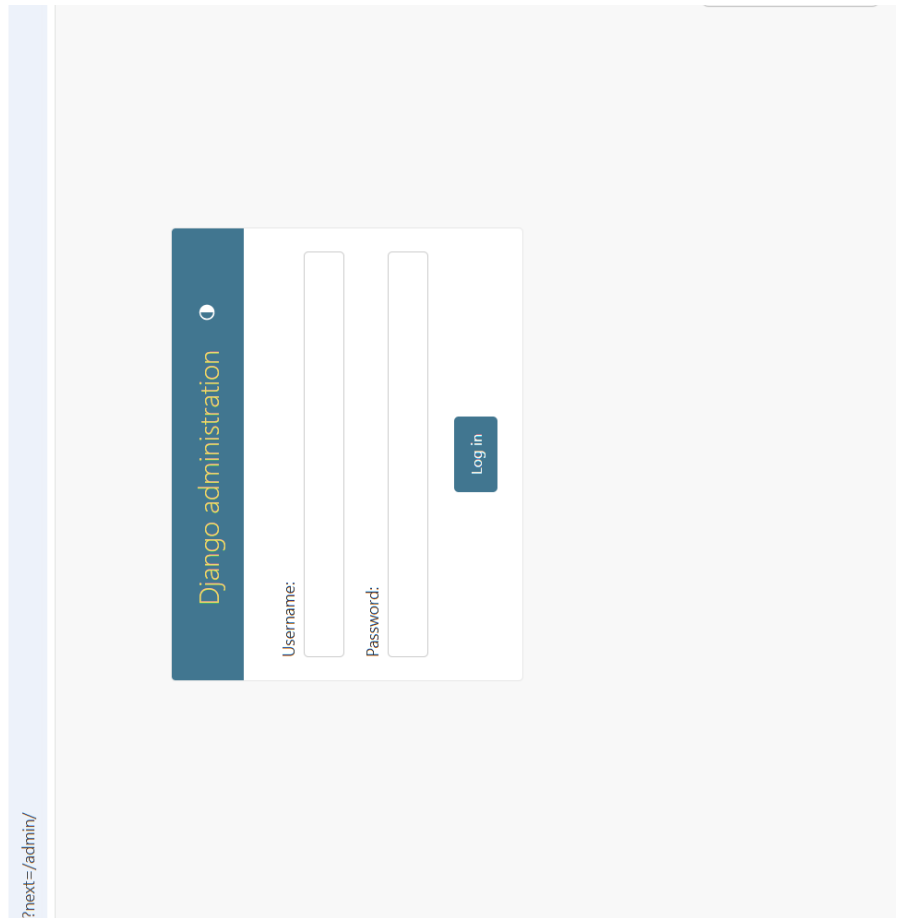 ?next=/admin/
Django administration
Username:
Password:
Log in